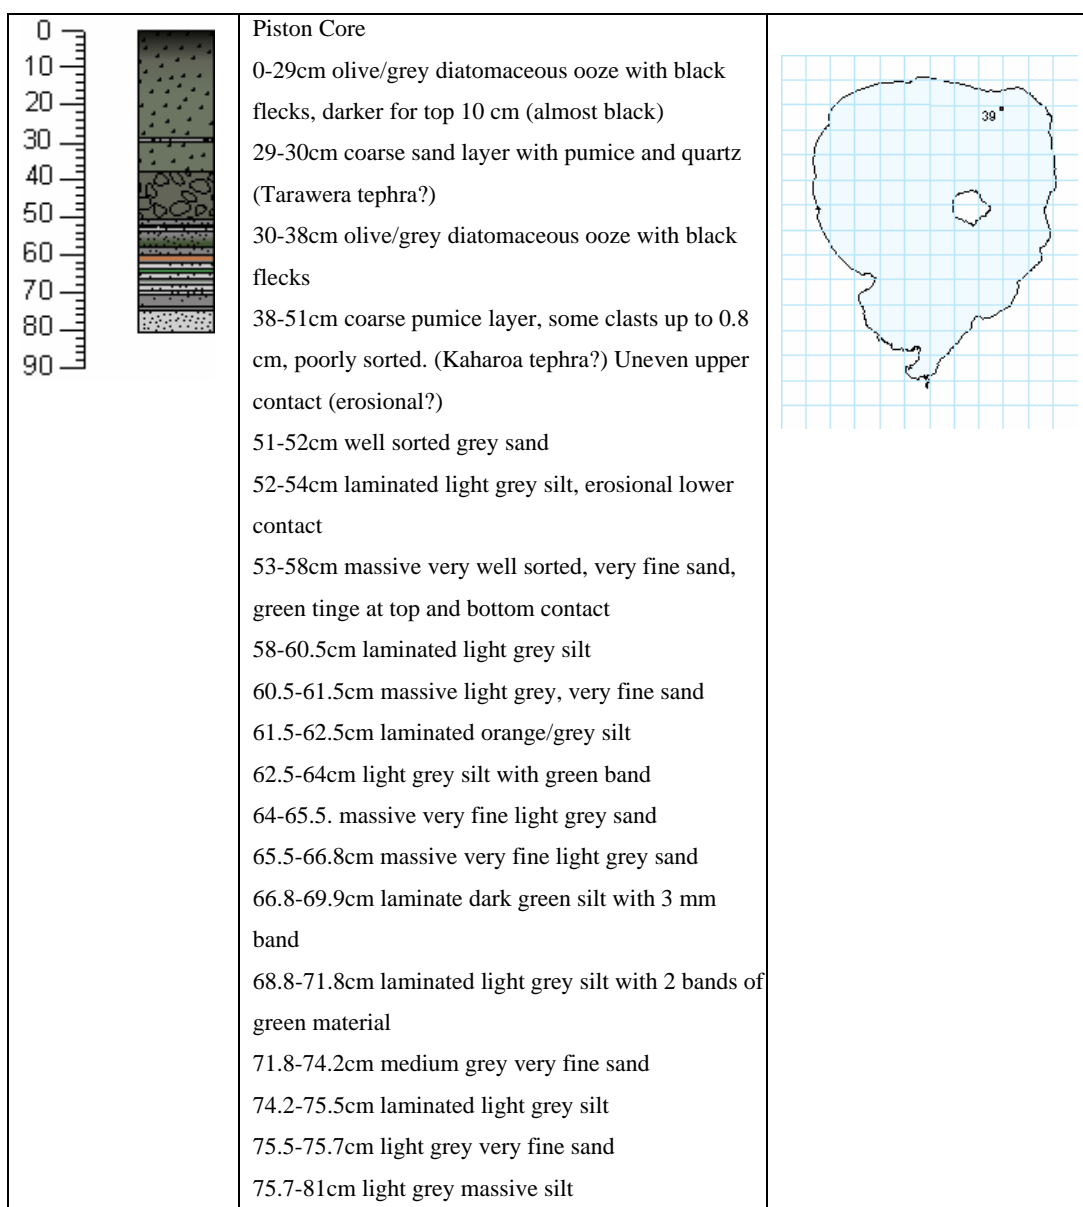 0
10
20
30
40
50
60
70
80
90
Piston Core
0-29cm olive/grey diatomaceous ooze with black
flecks, darker for top 10 cm (almost black)
29-30cm coarse sand layer with pumice and quartz
(Tarawera tephra?)
30-38cm olive/grey diatomaceous ooze with black
flecks
38-51cm coarse pumice layer, some clasts up to 0.8
cm, poorly sorted. (Kaharoa tephra?) Uneven upper
contact (erosional?)
51-52cm well sorted grey sand
52-54cm laminated light grey silt, erosional lower
contact
53-58cm massive very well sorted, very fine sand,
green tinge at top and bottom contact
58-60.5cm laminated light grey silt
60.5-61.5cm massive light grey, very fine sand
61.5-62.5cm laminated orange/grey silt
62.5-64cm light grey silt with green band
64-65.5. massive very fine light grey sand
65.5-66.8cm massive very fine light grey sand
66.8-69.9cm laminate dark green silt with 3 mm
band
68.8-71.8cm laminated light grey silt with 2 bands of
green material
71.8-74.2cm medium grey very fine sand
74.2-75.5cm laminated light grey silt
75.5-75.7cm light grey very fine sand
75.7-81cm light grey massive silt
39